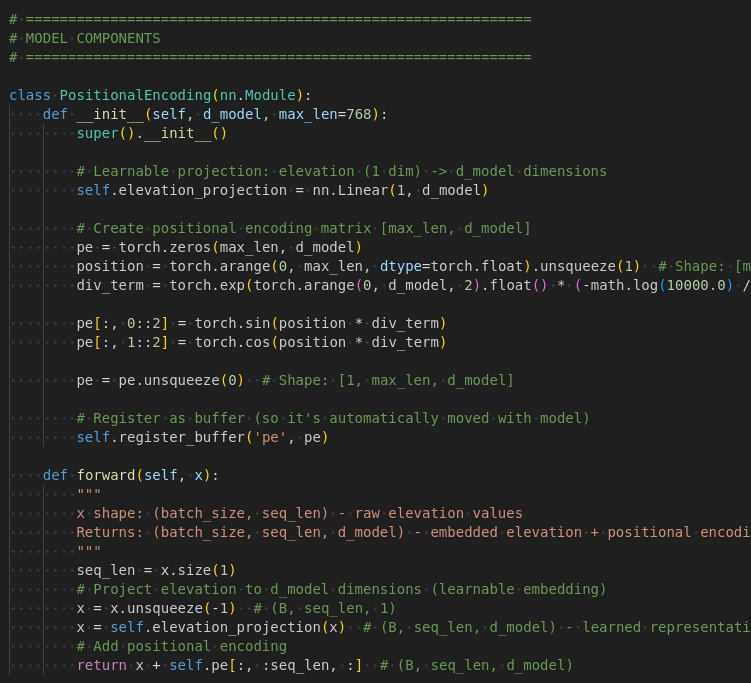 # ============================================================
# MODEL COMPONENTS
# ============================================================
class PositionalEncoding(nn.Module):
    def __init__(self, d_model, max_len=768):
        super().__init__()
        # Learnable projection: elevation (1 dim) -> d_model dimensions
        self.elevation_projection = nn.Linear(1, d_model)
        # Create positional encoding matrix [max_len, d_model]
        pe = torch.zeros(max_len, d_model)
        position = torch.arange(0, max_len, dtype=torch.float).unsqueeze(1)  # Shape: [m
        div_term = torch.exp(torch.arange(0, d_model, 2).float() * (-math.log(10000.0) /
        pe[:, 0::2] = torch.sin(position * div_term)
        pe[:, 1::2] = torch.cos(position * div_term)
        pe = pe.unsqueeze(0)  # Shape: [1, max_len, d_model]
        # Register as buffer (so it's automatically moved with model)
        self.register_buffer('pe', pe)
    def forward(self, x):
        """
        x shape: (batch_size, seq_len) - raw elevation values
        Returns: (batch_size, seq_len, d_model) - embedded elevation + positional encodi
        """
        seq_len = x.size(1)
        # Project elevation to d_model dimensions (learnable embedding)
        x = x.unsqueeze(-1)  # (B, seq_len, 1)
        x = self.elevation_projection(x)  # (B, seq_len, d_model) - learned representati
        # Add positional encoding
        return x + self.pe[:, :seq_len, :]  # (B, seq_len, d_model)